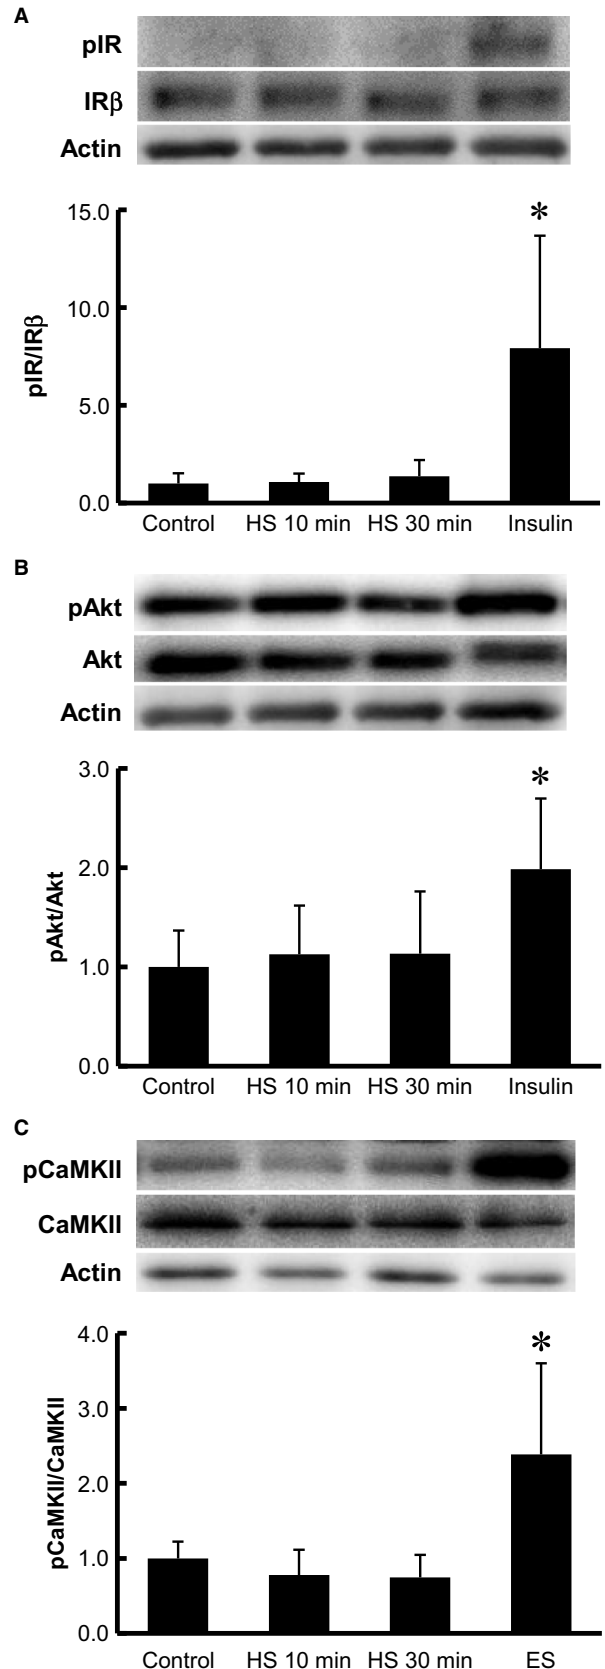 A
pIR
IRβ
Actin
*
15.0
10.0
5.0
0.0
pIR/IRβ
Control HS 10 min HS 30 min Insulin
B
pAkt
Akt
Actin
*
3.0
2.0
1.0
0.0
pAkt/Akt
Control HS 10 min HS 30 min Insulin
C
pCaMKII
CaMKII
Actin
*
4.0
3.0
2.0
1.0
0.0
pCaMKII/CaMKII
Control HS 10 min HS 30 min ES